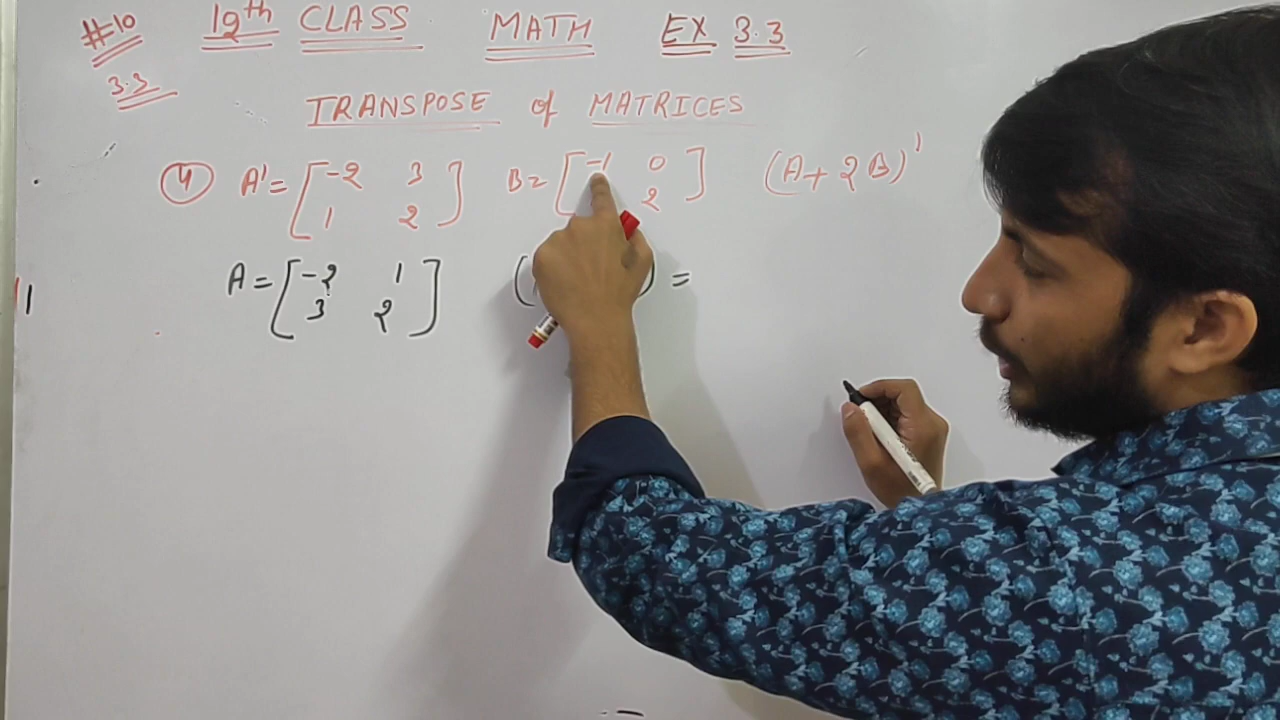 #10 12th CLASS MATH EX 3.3
3.3
TRANSPOSE of MATRICES
4 A' = [-2 3 B = [-1 0 (A+2B)'
1 2] 2]
A = [-2 1 ( ) =
3 2]